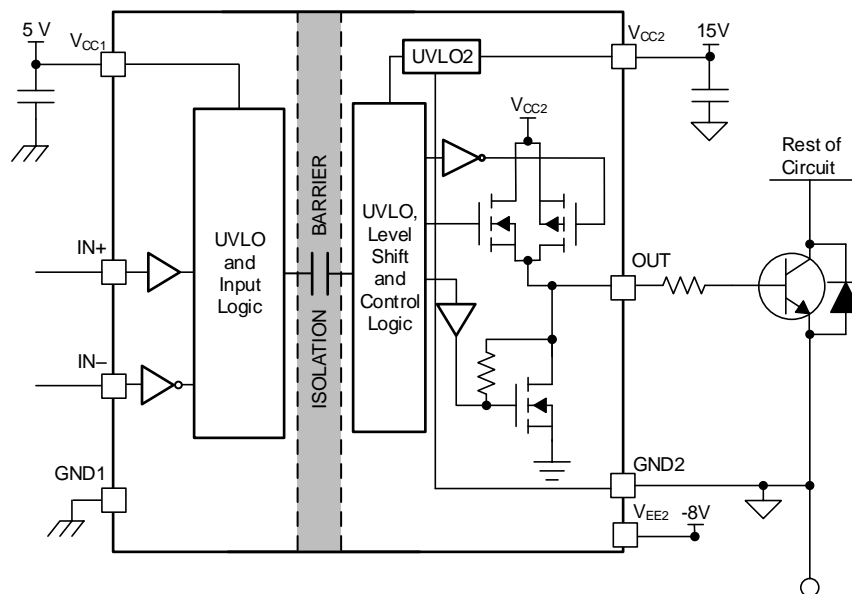 5 V
VCC1
UVLO2
VCC2
15V
VCC2
Rest of
Circuit
ISOLATION BARRIER
IN+
UVLO
and
Input
Logic
UVLO,
Level
Shift
and
Control
Logic
OUT
IN–
GND1
GND2
VEE2
-8V